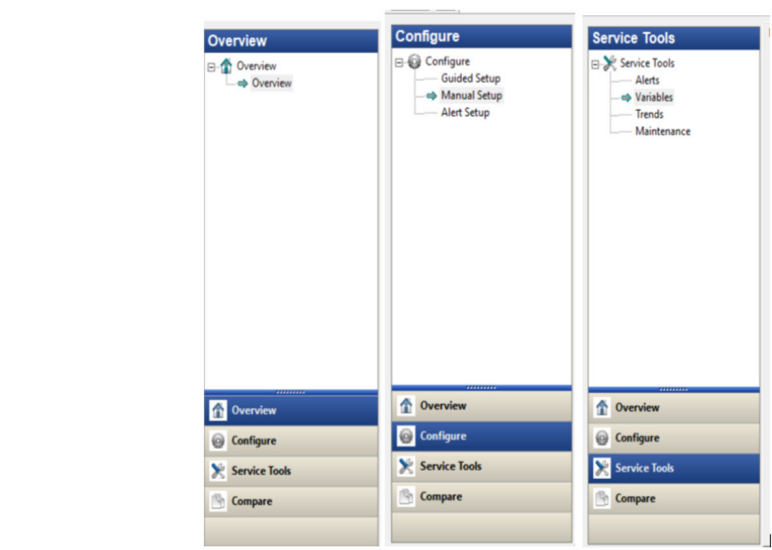 Overview
Overview
Overview
Overview
Configure
Service Tools
Compare
Configure
Configure
Guided Setup
Manual Setup
Alert Setup
Overview
Configure
Service Tools
Compare
Service Tools
Service Tools
Alerts
Variables
Trends
Maintenance
Overview
Configure
Service Tools
Compare